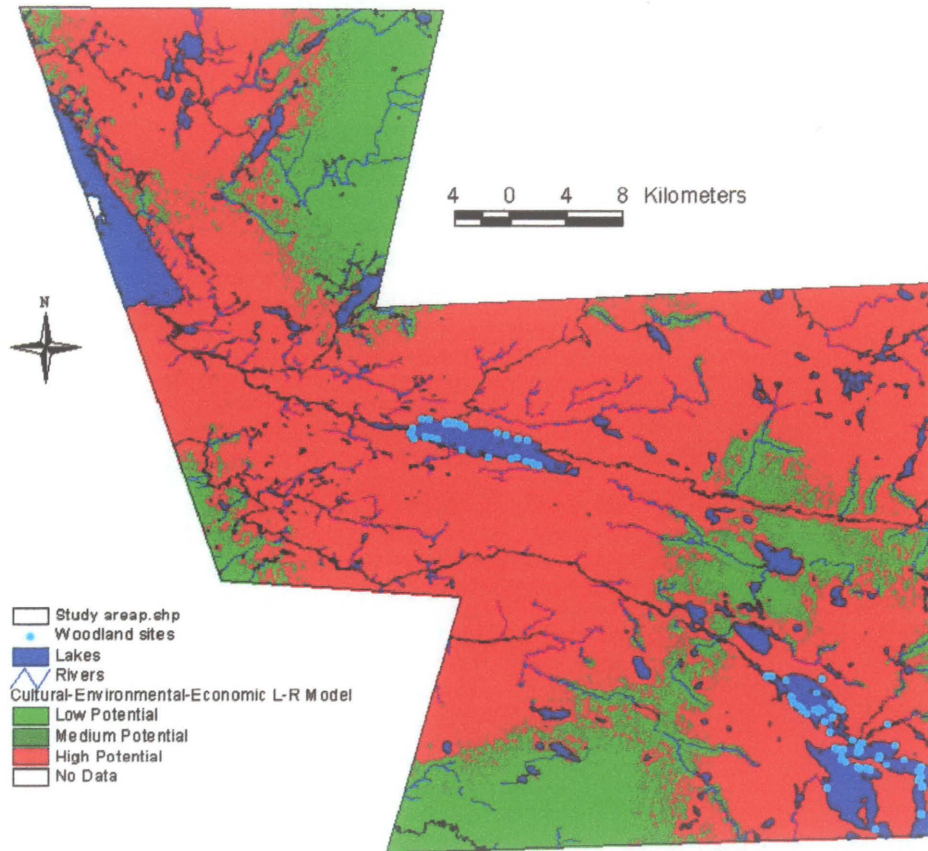 4 0 4 8 Kilometers
N
Study areap.shp
Woodland sites
Lakes
Rivers
Cultural-Environmental-Economic L-R Model
Low Potential
Medium Potential
High Potential
No Data